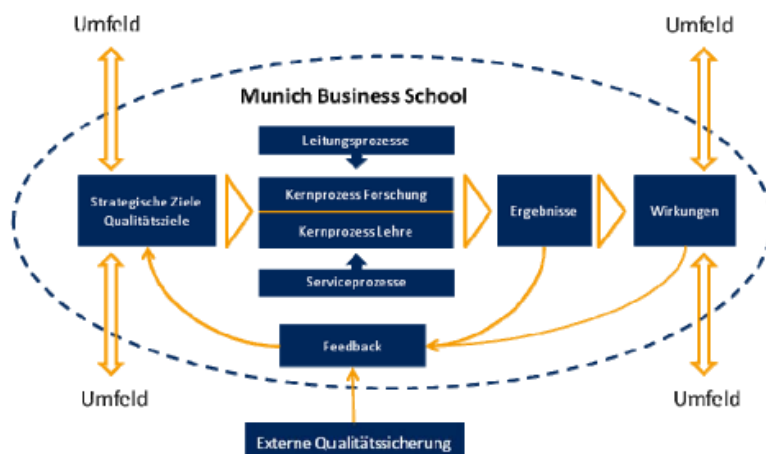 Umfeld
Umfeld
Munich Business School
Leitungsprozesse
Strategische Ziele
Qualitätsziele
Kernprozess Forschung
Kernprozess Lehre
Ergebnisse
Wirkungen
Serviceprozesse
Feedback
Umfeld
Umfeld
Externe Qualitätssicherung